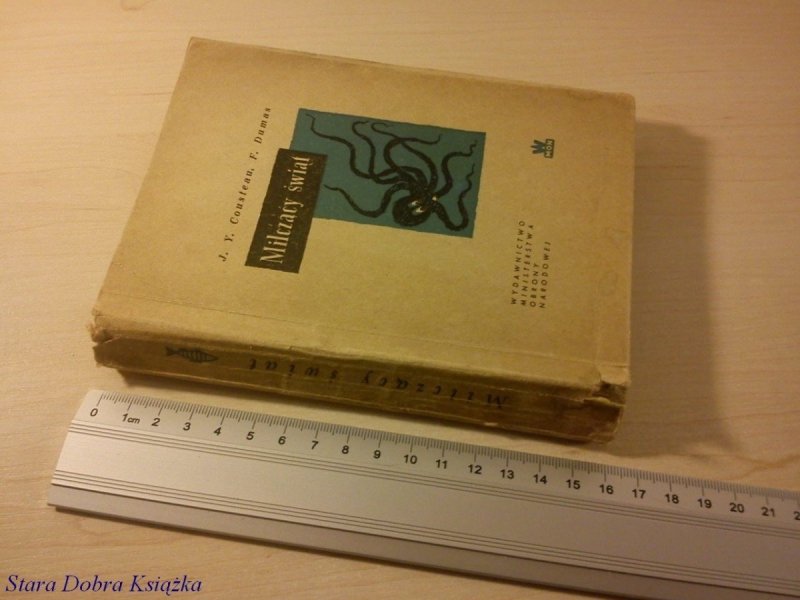 J. Y. Cousteau, F. Dumas
Milczący świat
W
MON
WYDAWNICTWO
MINISTERSTWA
OBRONY
NARODOWEJ
Milczący świat
0 1cm 2 3 4 5 6 7 8 9 10 11 12 13 14 15 16 17 18 19 20 21
Stara Dobra Książka